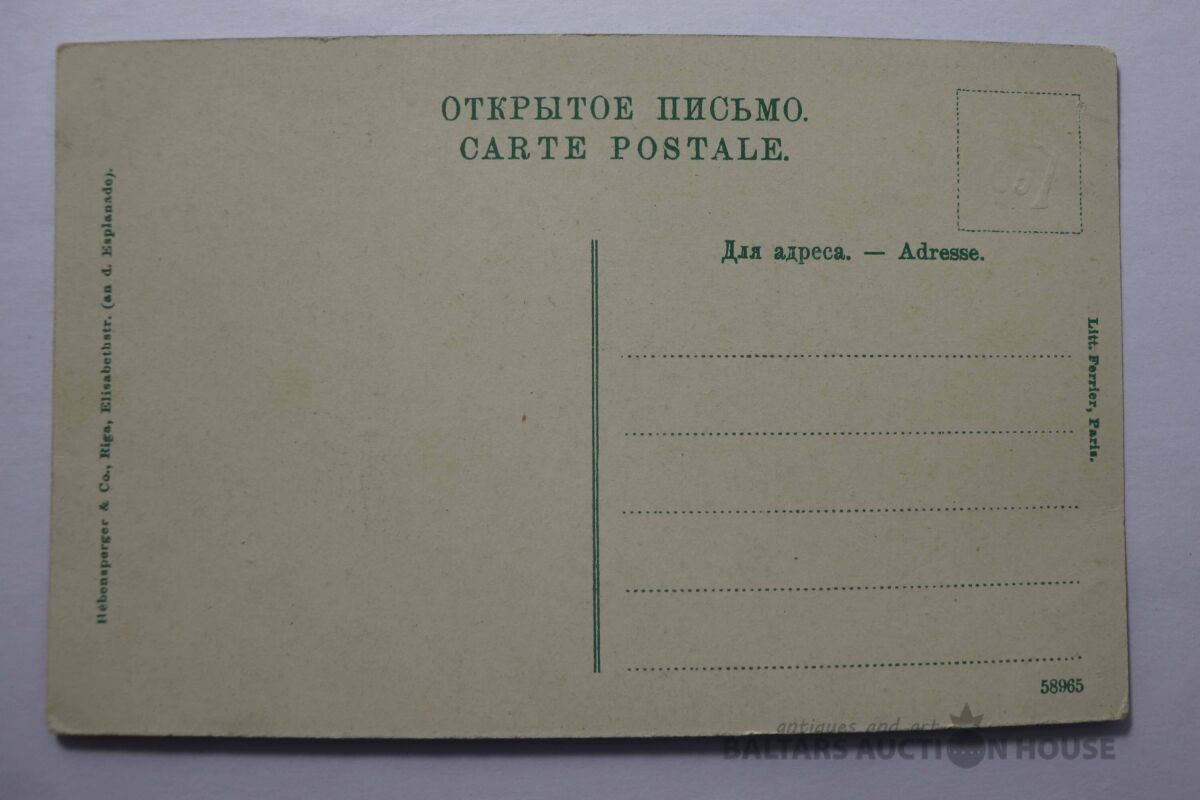 ОТКРЫТОЕ ПИСЬМО.
CARTE POSTALE.
Для адреса. — Adresse.
Hebensperger & Co., Riga, Elisabethstr. (an d. Esplanade).
Litt. Ferrier, Paris.
58965
antiques and art
BALTARS AUCTION HOUSE